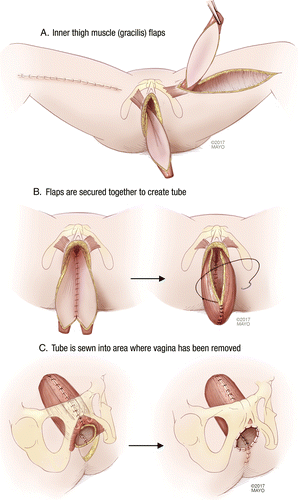 A. Inner thigh muscle (gracilis) flaps
©2017
MAYO
B. Flaps are secured together to create tube
©2017
MAYO
C. Tube is sewn into area where vagina has been removed
©2017
MAYO